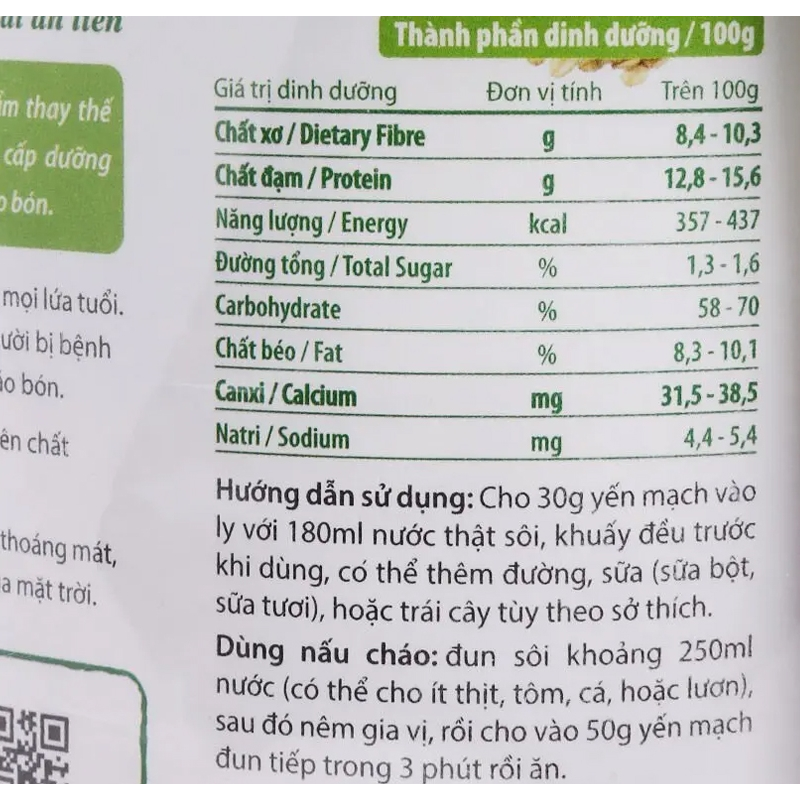 ăn liền
thay thế
cấp dưỡng
bón.
mọi lứa tuổi.
bị bệnh
bón.
chất
thoáng mát,
mặt trời.
Thành phần dinh dưỡng / 100g
Giá trị dinh dưỡng Đơn vị tính Trên 100g
Chất xơ / Dietary Fibre g 8,4 - 10,3
Chất đạm / Protein g 12,8 - 15,6
Năng lượng / Energy kcal 357 - 437
Đường tổng / Total Sugar % 1,3 - 1,6
Carbohydrate % 58 - 70
Chất béo / Fat % 8,3 - 10,1
Canxi / Calcium mg 31,5 - 38,5
Natri / Sodium mg 4,4 - 5,4
Hướng dẫn sử dụng: Cho 30g yến mạch vào
ly với 180ml nước thật sôi, khuấy đều trước
khi dùng, có thể thêm đường, sữa (sữa bột,
sữa tươi), hoặc trái cây tùy theo sở thích.
Dùng nấu cháo: đun sôi khoảng 250ml
nước (có thể cho ít thịt, tôm, cá, hoặc lươn),
sau đó nêm gia vị, rồi cho vào 50g yến mạch
đun tiếp trong 3 phút rồi ăn.